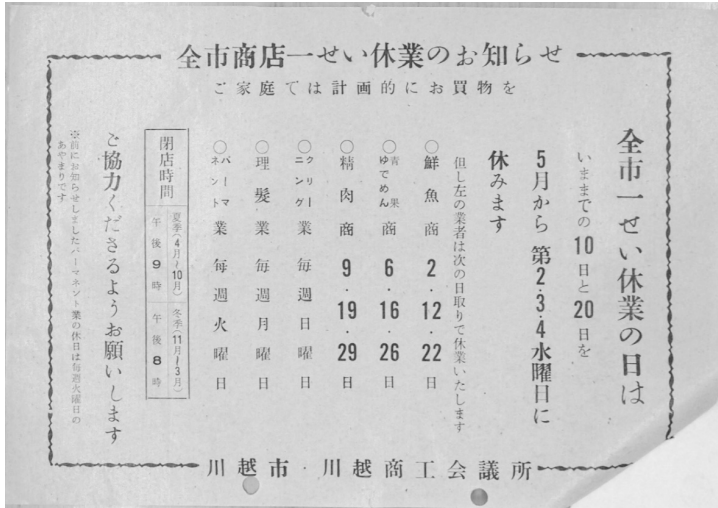 全市商店一せい休業のお知らせ
ご家庭では計画的にお買物を
全市一せい休業の日は
いままでの10日と20日を
5月から 第2・3・4水曜日に
休みます
但し左の業者は次の日取りで休業いたします
○鮮魚商 2・12・22日
○青果ゆでめん商 6・16・26日
○精肉商 9・19・29日
○クリーニング業 毎週日曜日
○理髪業 毎週月曜日
○パーマネント業 毎週火曜日
閉店時間
夏季(4月〜10月) 午後9時
冬季(11月〜3月) 午後8時
ご協力くださるようお願いします
※前にお知らせしましたパーマネント業の休日は毎週火曜日の
あやまりです
川越市・川越商工会議所